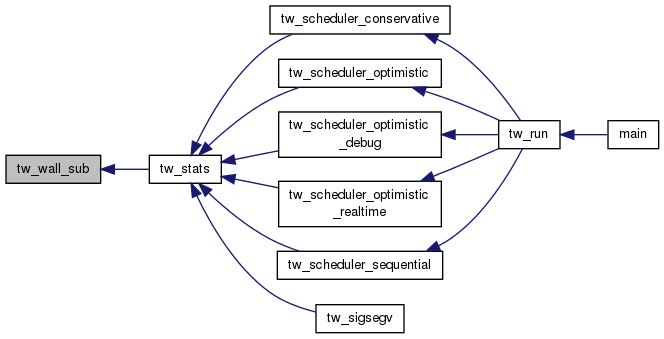 tw_scheduler_conservative
tw_scheduler_optimistic
tw_scheduler_optimistic
_debug
tw_run
main
tw_wall_sub
tw_stats
tw_scheduler_optimistic
_realtime
tw_scheduler_sequential
tw_sigsegv